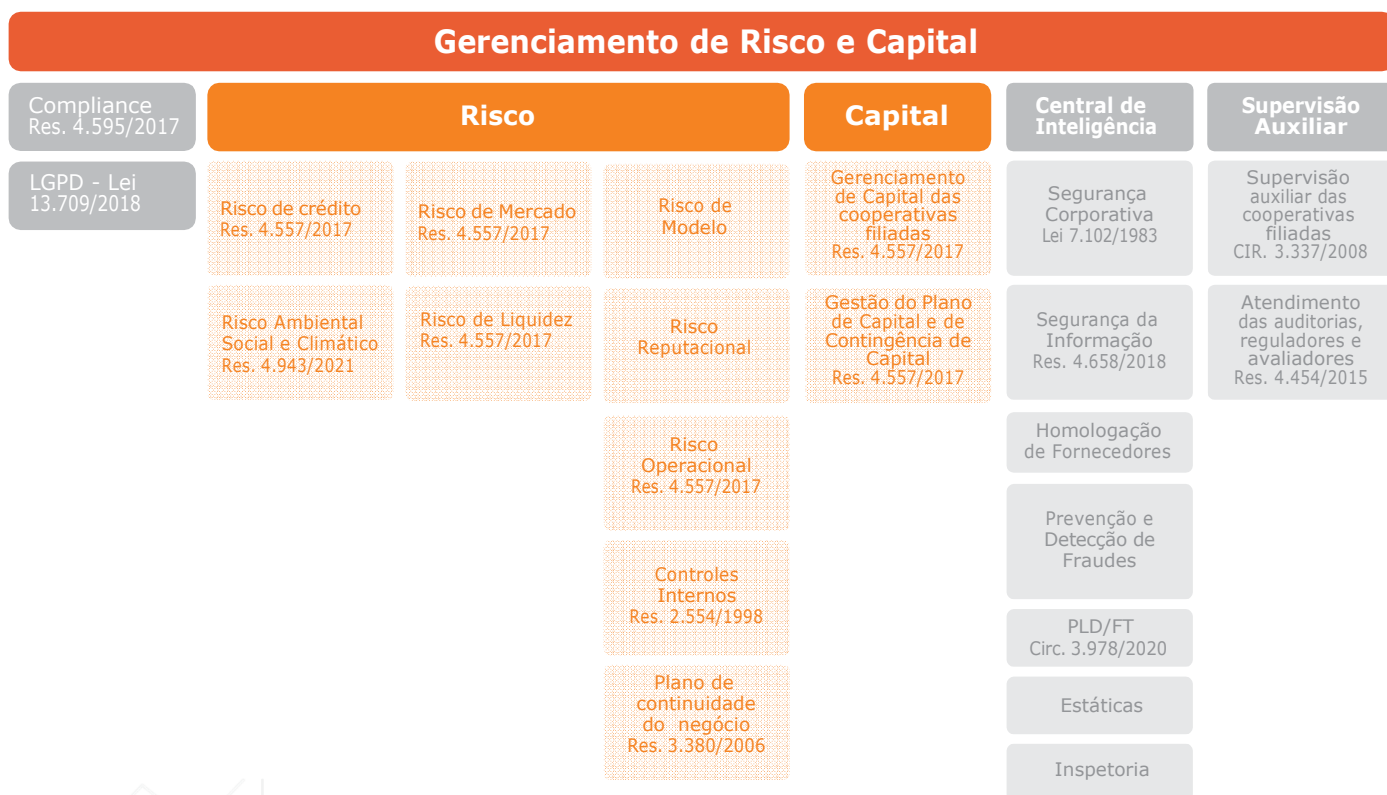 Gerenciamento de Risco e Capital
Compliance
Res. 4.595/2017
LGPD - Lei
13.709/2018
Risco
Risco de crédito
Res. 4.557/2017
Risco de Mercado
Res. 4.557/2017
Risco de
Modelo
Risco Ambiental
Social e Climático
Res. 4.943/2021
Risco de Liquidez
Res. 4.557/2017
Risco
Reputacional
Risco
Operacional
Res. 4.557/2017
Controles
Internos
Res. 2.554/1998
Plano de
continuidade
do negócio
Res. 3.380/2006
Capital
Gerenciamento
de Capital das
cooperativas
filiadas
Res. 4.557/2017
Gestão do Plano
de Capital e de
Contingência de
Capital
Res. 4.557/2017
Central de
Inteligência
Segurança
Corporativa
Lei 7.102/1983
Segurança da
Informação
Res. 4.658/2018
Homologação
de Fornecedores
Prevenção e
Detecção de
Fraudes
PLD/FT
Circ. 3.978/2020
Estáticas
Inspetoria
Supervisão
Auxiliar
Supervisão
auxiliar das
cooperativas
filiadas
CIR. 3.337/2008
Atendimento
das auditorias,
reguladores e
avaliadores
Res. 4.454/2015